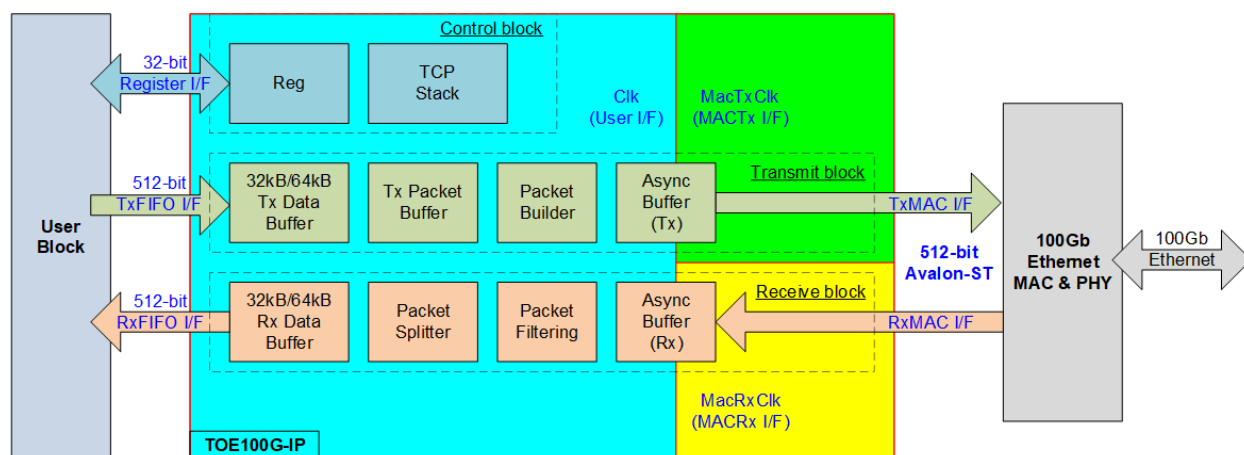 Control block
32-bit
Register I/F
Reg
TCP
Stack
Clk
(User I/F)
MacTxClk
(MACTx I/F)
Transmit block
512-bit
TxFIFO I/F
32kB/64kB
Tx Data
Buffer
Tx Packet
Buffer
Packet
Builder
Async
Buffer
(Tx)
TxMAC I/F
User
Block
512-bit
Avalon-ST
100Gb
Ethernet
MAC & PHY
100Gb
Ethernet
Receive block
512-bit
RxFIFO I/F
32kB/64kB
Rx Data
Buffer
Packet
Splitter
Packet
Filtering
Async
Buffer
(Rx)
RxMAC I/F
MacRxClk
(MACRx I/F)
TOE100G-IP